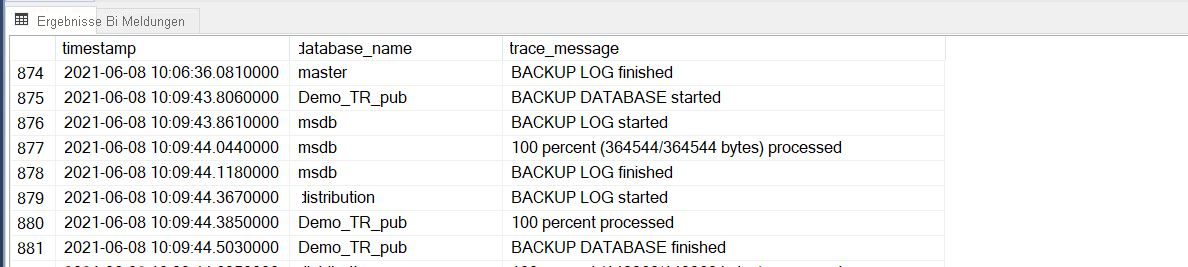 Ergebnisse Bi Meldungen
timestamp database_name trace_message
874 2021-06-08 10:06:36.0810000 master BACKUP LOG finished
875 2021-06-08 10:09:43.8060000 Demo_TR_pub BACKUP DATABASE started
876 2021-06-08 10:09:43.8610000 msdb BACKUP LOG started
877 2021-06-08 10:09:44.0440000 msdb 100 percent (364544/364544 bytes) processed
878 2021-06-08 10:09:44.1180000 msdb BACKUP LOG finished
879 2021-06-08 10:09:44.3670000 distribution BACKUP LOG started
880 2021-06-08 10:09:44.3850000 Demo_TR_pub 100 percent processed
881 2021-06-08 10:09:44.5030000 Demo_TR_pub BACKUP DATABASE finished